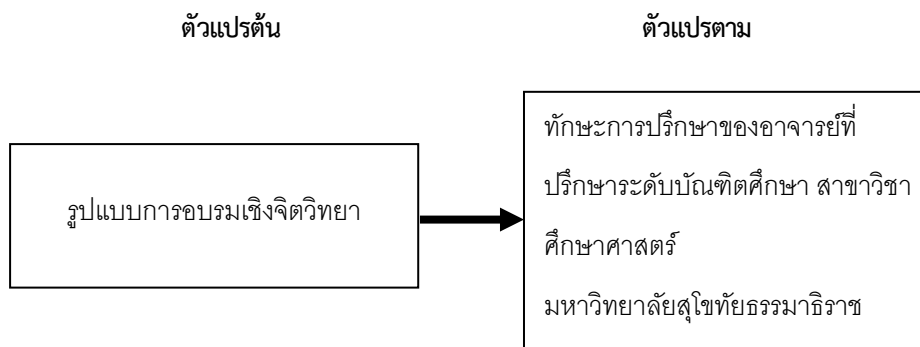 ตัวแปรต้น
ตัวแปรตาม
รูปแบบการอบรมเชิงจิตวิทยา
ทักษะการปรึกษาของอาจารย์ที่
ปรึกษาระดับบัณฑิตศึกษา สาขาวิชา
ศึกษาศาสตร์
มหาวิทยาลัยสุโขทัยธรรมาธิราช